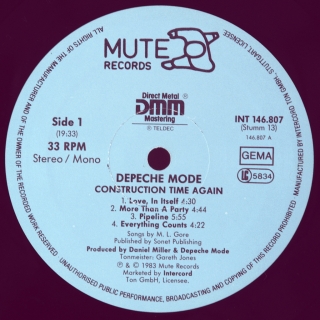 MUTE
RECORDS
Direct Metal
DMM
Mastering
℗ TELDEC
Side 1
(19:33)
33 RPM
Stereo / Mono
INT 146.807
(Stumm 13)
146.807 A
GEMA
LC 5834
DEPECHE MODE
CONSTRUCTION TIME AGAIN
1. Love, In Itself 4:34
2. More Than A Party 4:44
3. Pipeline 5:55
4. Everything Counts 4:22
Songs by M. L. Gore
Published by Sonet Publishing
Produced by Daniel Miller & Depeche Mode
Tonmeister: Gareth Jones
℗ & © 1983 Mute Records
Marketed by Intercord
Ton GmbH, Licensee.
ALL RIGHTS OF THE MANUFACTURER AND OF THE OWNER OF THE RECORDED WORK RESERVED
UNAUTHORISED PUBLIC PERFORMANCE, BROADCASTING AND COPYING OF THIS RECORD PROHIBITED
MANUFACTURED BY INTERCORD TON GMBH, STUTTGART, LICENSEE